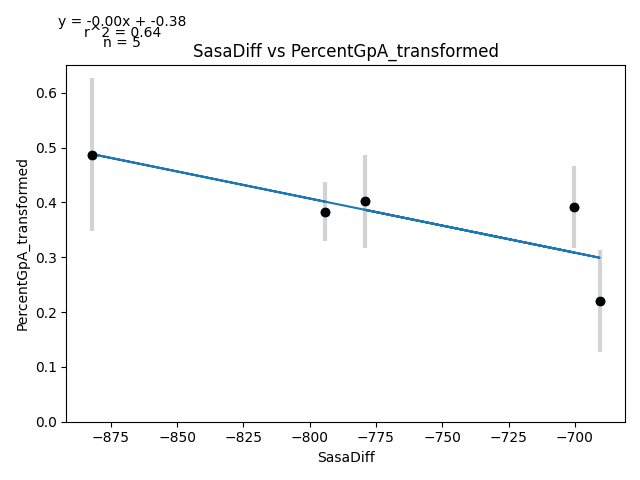 y = -0.00x + -0.38
r^2 = 0.64
n = 5
SasaDiff vs PercentGpA_transformed
PercentGpA_transformed
0.6
0.5
0.4
0.3
0.2
0.1
0.0
−875 −850 −825 −800 −775 −750 −725 −700
SasaDiff